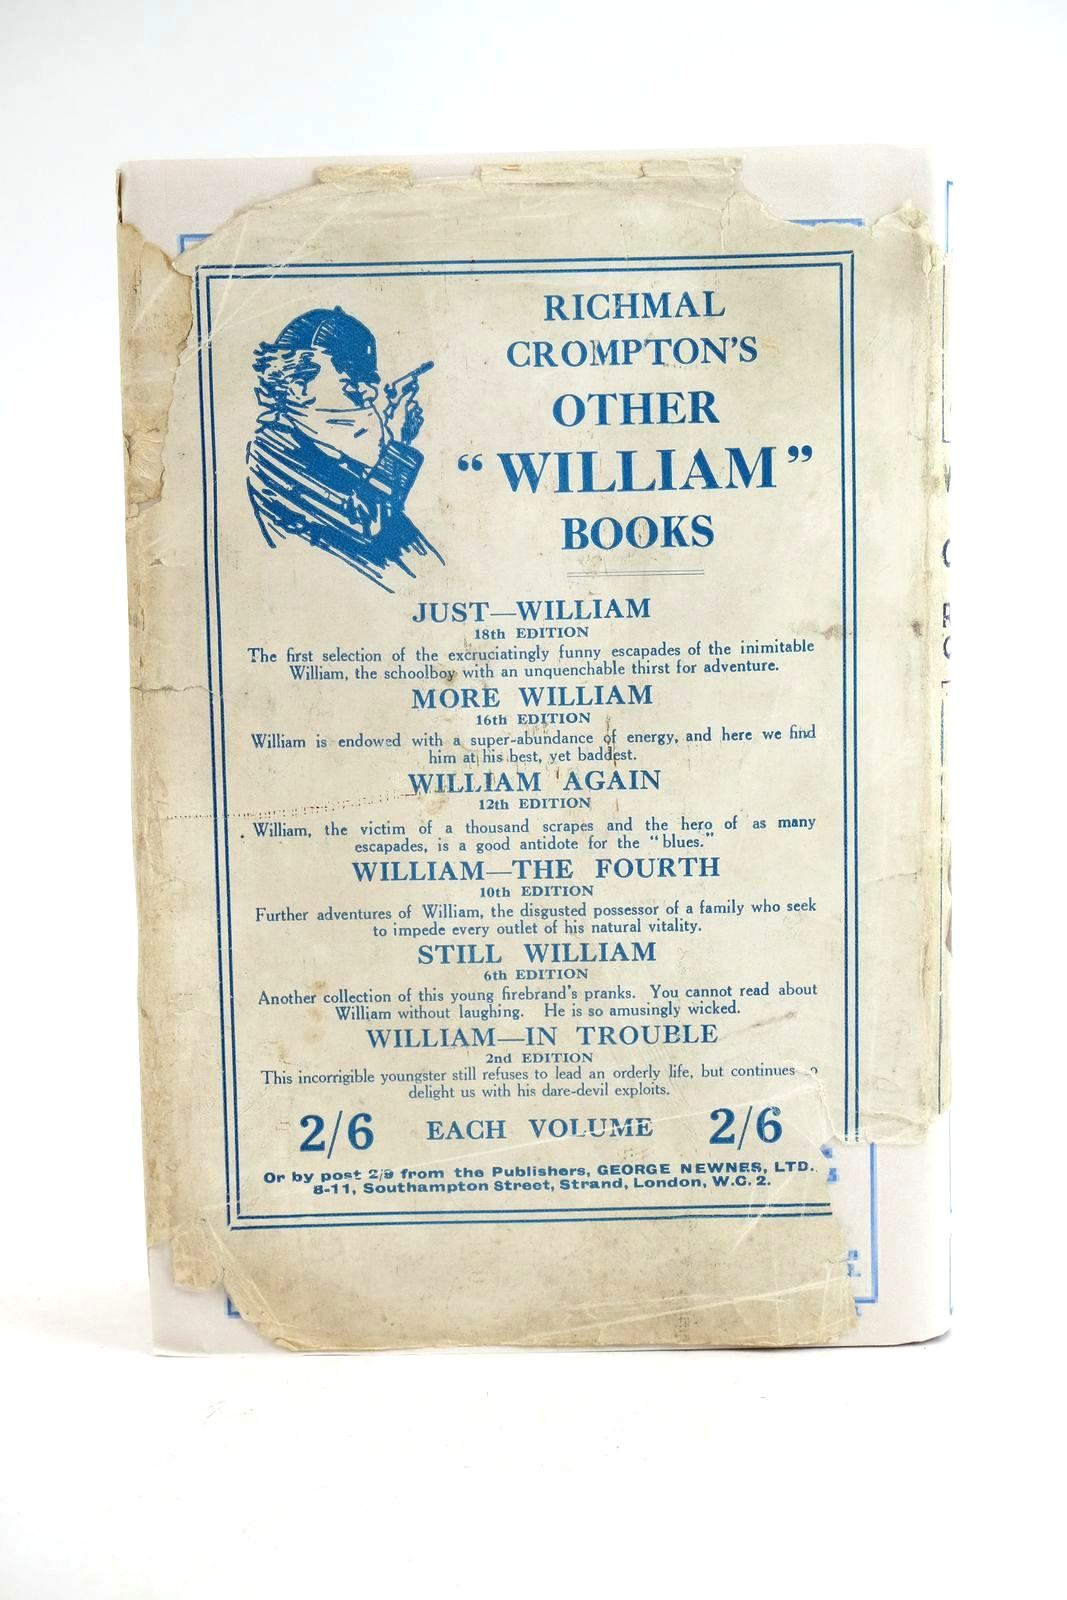 RICHMAL
CROMPTON'S
OTHER
"WILLIAM"
BOOKS
JUST—WILLIAM
18th EDITION
The first selection of the excruciatingly funny escapades of the inimitable
William, the schoolboy with an unquenchable thirst for adventure.
MORE WILLIAM
16th EDITION
William is endowed with a super-abundance of energy, and here we find
him at his best, yet baddest.
WILLIAM AGAIN
12th EDITION
William, the victim of a thousand scrapes and the hero of as many
escapades, is a good antidote for the "blues."
WILLIAM—THE FOURTH
10th EDITION
Further adventures of William, the disgusted possessor of a family who seek
to impede every outlet of his natural vitality.
STILL WILLIAM
6th EDITION
Another collection of this young firebrand's pranks. You cannot read about
William without laughing. He is so amusingly wicked.
WILLIAM—IN TROUBLE
2nd EDITION
This incorrigible youngster still refuses to lead an orderly life, but continues
delight us with his dare-devil exploits.
2/6 EACH VOLUME 2/6
Or by post 2/9 from the Publishers, GEORGE NEWNES, LTD.
8-11, Southampton Street, Strand, London, W.C. 2.